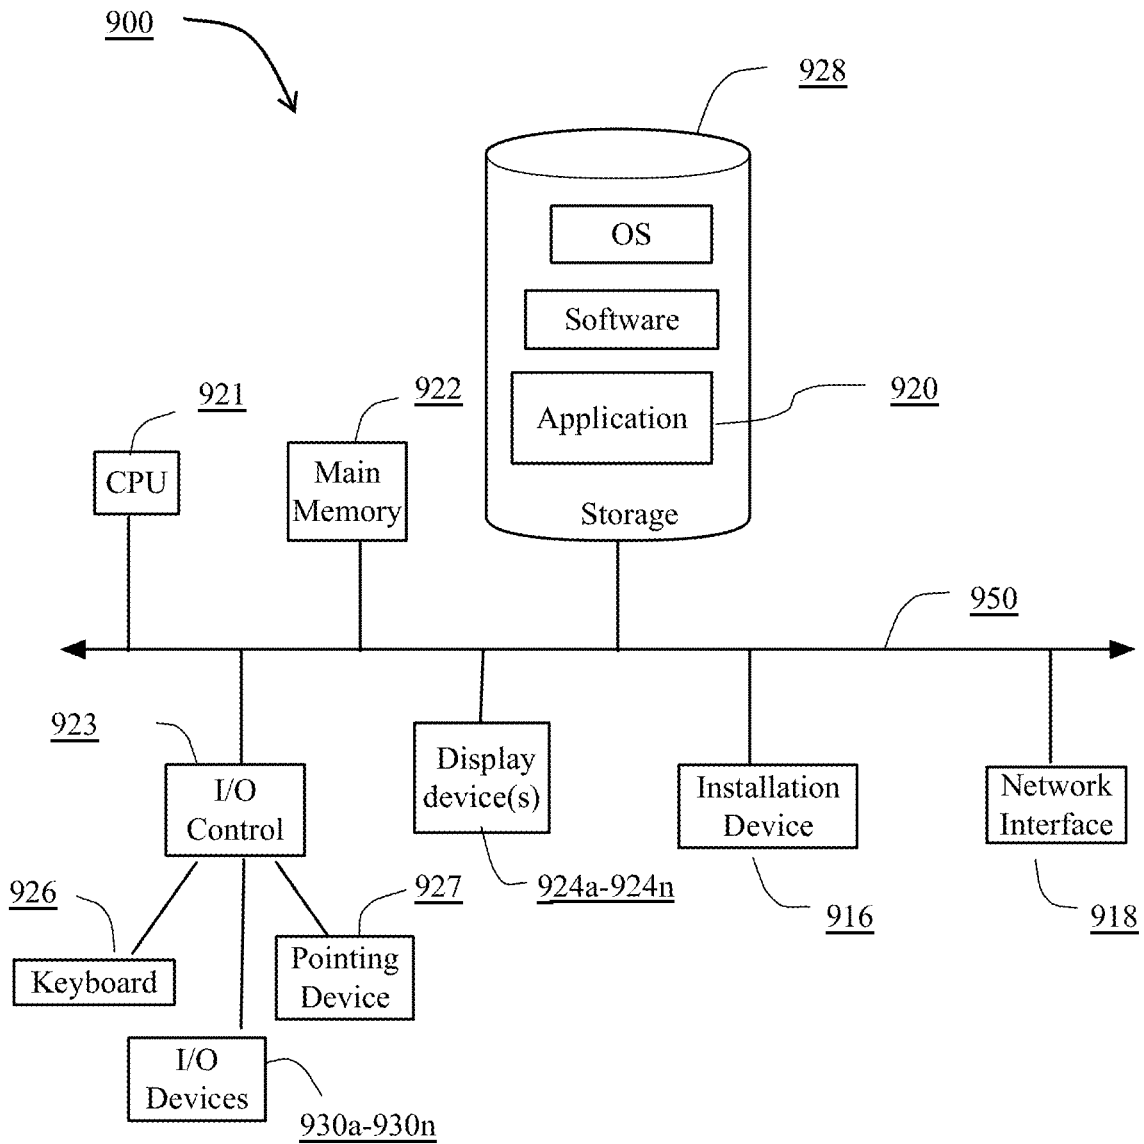 900
928
OS
Software
920
Application
921
922
CPU
Main
Memory
Storage
950
923
I/O
Control
Display
device(s)
Installation
Device
Network
Interface
926
927
924a-924n
916
918
Keyboard
Pointing
Device
I/O
Devices
930a-930n